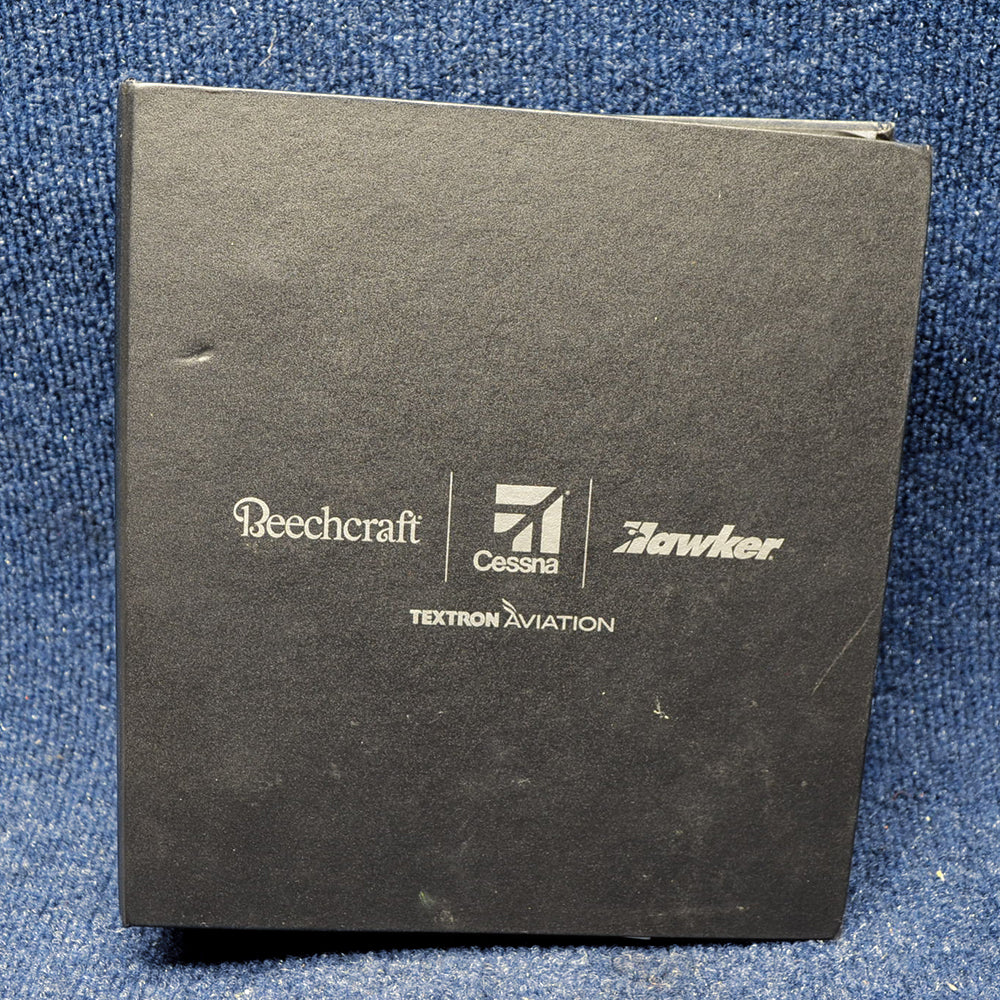 Beechcraft
Cessna
Hawker
TEXTRON AVIATION